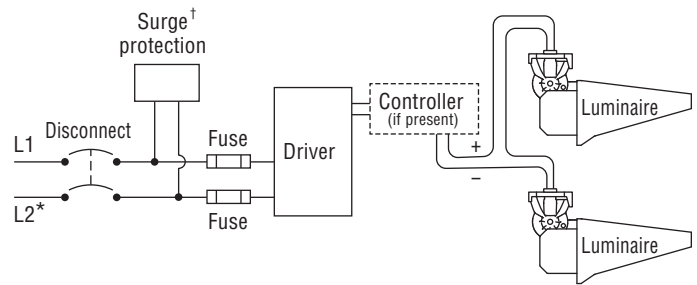 Surge†
protection
Disconnect
L1
L2*
Fuse
Fuse
Driver
Controller
(if present)
+
–
Luminaire
Luminaire